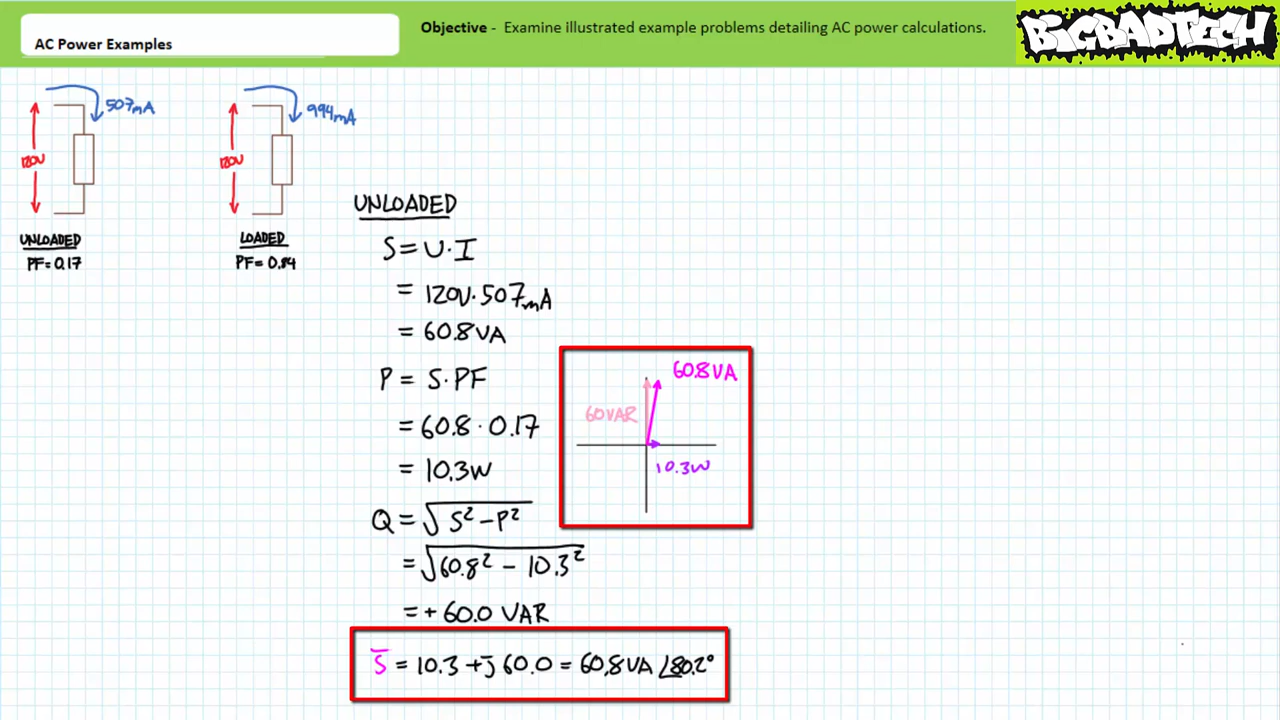 AC Power Examples
Objective - Examine illustrated example problems detailing AC power calculations.
BIGBADTECH
507mA
120V
UNLOADED
PF=0.17
994mA
120V
LOADED
PF=0.84
UNLOADED
S=U·I
= 120V·507mA
= 60.8VA
P = S·PF
= 60.8·0.17
= 10.3W
Q = √S²-P²
= √60.8² - 10.3²
= + 60.0 VAR
S̅ = 10.3 +j 60.0 = 60.8VA ∠80.2°
60.8VA
60VAR
10.3W